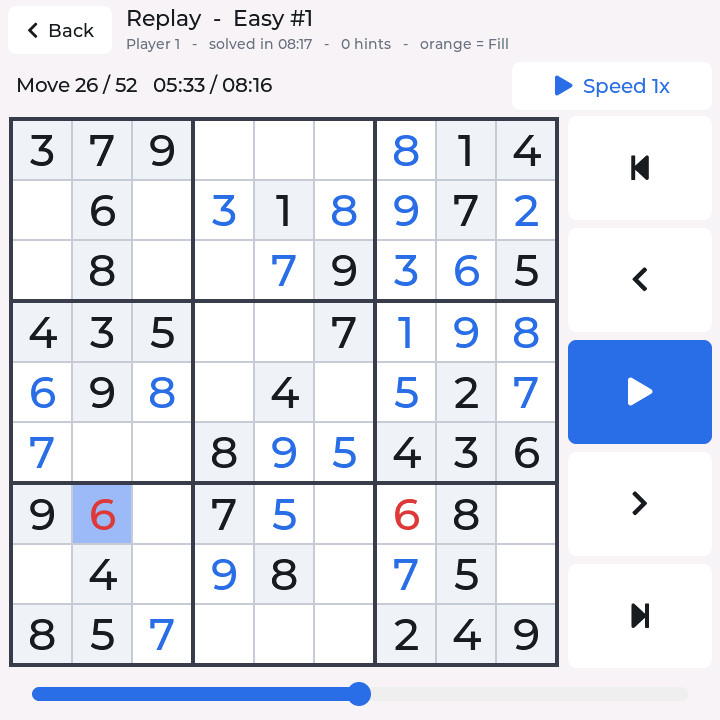 Back
Replay - Easy #1
Player 1 - solved in 08:17 - 0 hints - orange = Fill
Move 26 / 52 05:33 / 08:16
Speed 1x
3 7 9 8 1 4
6 3 1 8 9 7 2
8 7 9 3 6 5
4 3 5 7 1 9 8
6 9 8 4 5 2 7
7 8 9 5 4 3 6
9 6 7 5 6 8
4 9 8 7 5
8 5 7 2 4 9